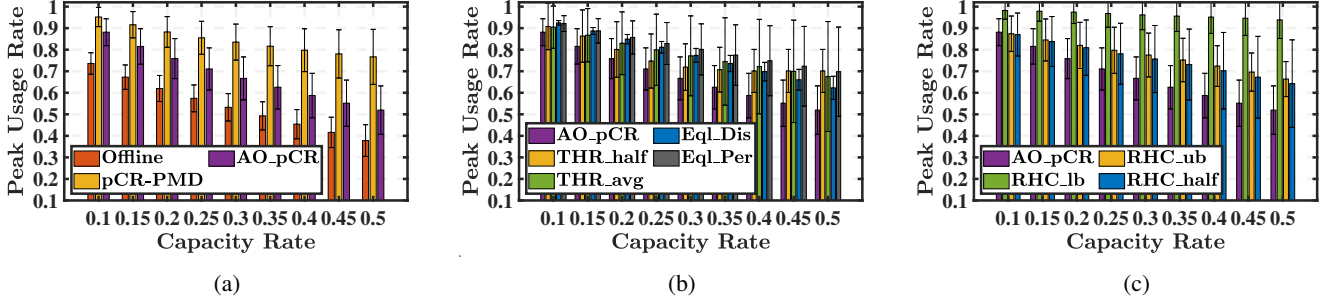 Peak Usage Rate
1
0.9
0.8
0.7
0.6
0.5
0.4
0.3
0.2
0.1
Offline
AO_pCR
pCR-PMD
0.1 0.15 0.2 0.25 0.3 0.35 0.4 0.45 0.5
Capacity Rate
(a)
Peak Usage Rate
1
0.9
0.8
0.7
0.6
0.5
0.4
0.3
0.2
0.1
AO_pCR
Eql_Dis
THR_half
Eql_Per
THR_avg
0.1 0.15 0.2 0.25 0.3 0.35 0.4 0.45 0.5
Capacity Rate
(b)
Peak Usage Rate
1
0.9
0.8
0.7
0.6
0.5
0.4
0.3
0.2
0.1
AO_pCR
RHC_ub
RHC_lb
RHC_half
0.1 0.15 0.2 0.25 0.3 0.35 0.4 0.45 0.5
Capacity Rate
(c)